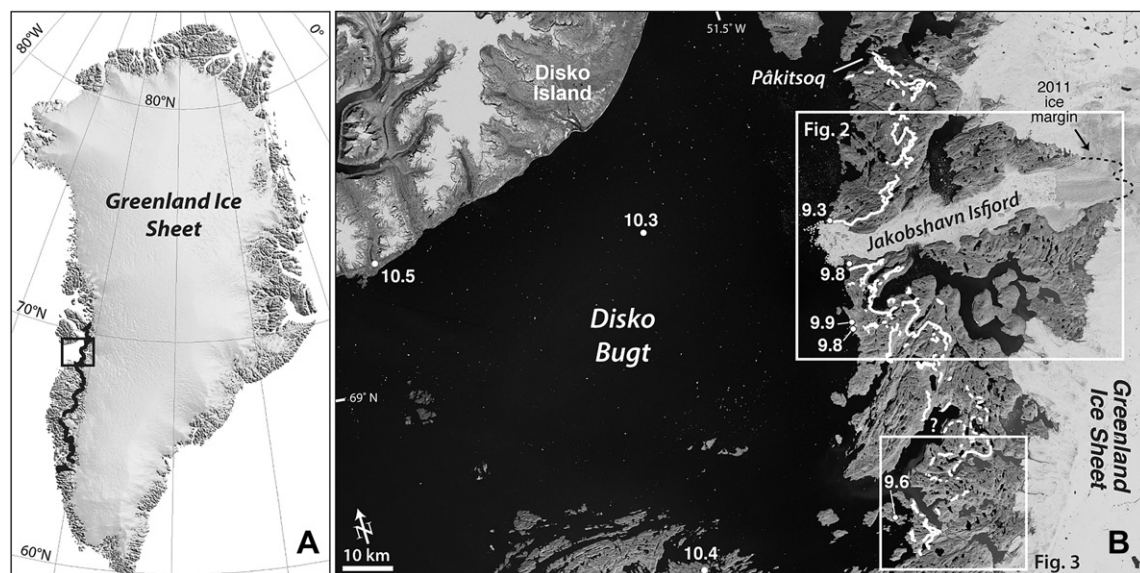 80°W
0°
80°N
Greenland Ice
Sheet
70°N
60°N
A
51.5° W
Disko
Island
Pâkitsoq
2011
ice
margin
Fig. 2
10.3
9.3
Jakobshavn Isfjord
10.5
9.8
Disko
Bugt
9.9
9.8
69° N
?
Greenland
Ice Sheet
9.6
N
10 km
10.4
Fig. 3
B